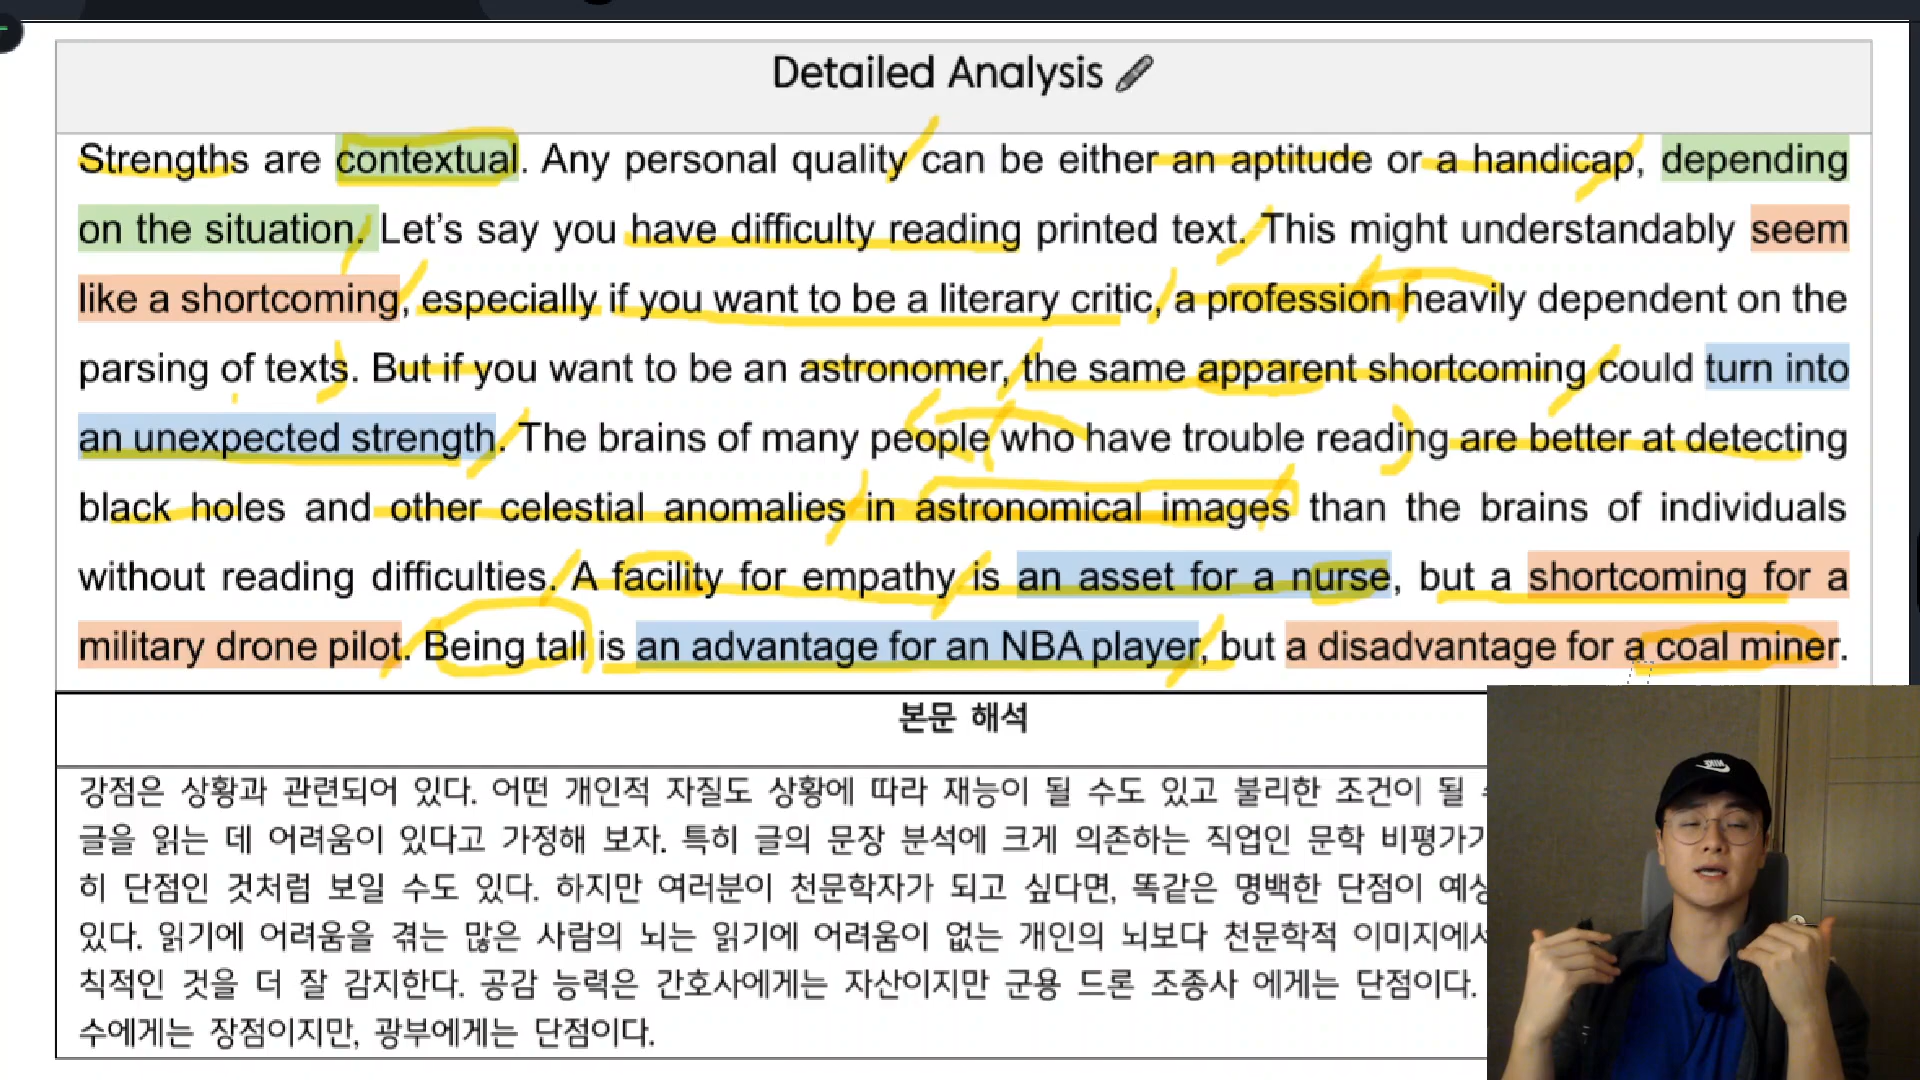 Detailed Analysis
Strengths are contextual. Any personal quality can be either an aptitude or a handicap, depending
on the situation. Let’s say you have difficulty reading printed text. This might understandably seem
like a shortcoming, especially if you want to be a literary critic, a profession heavily dependent on the
parsing of texts. But if you want to be an astronomer, the same apparent shortcoming could turn into
an unexpected strength. The brains of many people who have trouble reading are better at detecting
black holes and other celestial anomalies in astronomical images than the brains of individuals
without reading difficulties. A facility for empathy is an asset for a nurse, but a shortcoming for a
military drone pilot. Being tall is an advantage for an NBA player, but a disadvantage for a coal miner.
본문 해석
강점은 상황과 관련되어 있다. 어떤 개인적 자질도 상황에 따라 재능이 될 수도 있고 불리한 조건이 될
글을 읽는 데 어려움이 있다고 가정해 보자. 특히 글의 문장 분석에 크게 의존하는 직업인 문학 비평가가
히 단점인 것처럼 보일 수도 있다. 하지만 여러분이 천문학자가 되고 싶다면, 똑같은 명백한 단점이 예상
있다. 읽기에 어려움을 겪는 많은 사람의 뇌는 읽기에 어려움이 없는 개인의 뇌보다 천문학적 이미지에서
칙적인 것을 더 잘 감지한다. 공감 능력은 간호사에게는 자산이지만 군용 드론 조종사 에게는 단점이다.
수에게는 장점이지만, 광부에게는 단점이다.